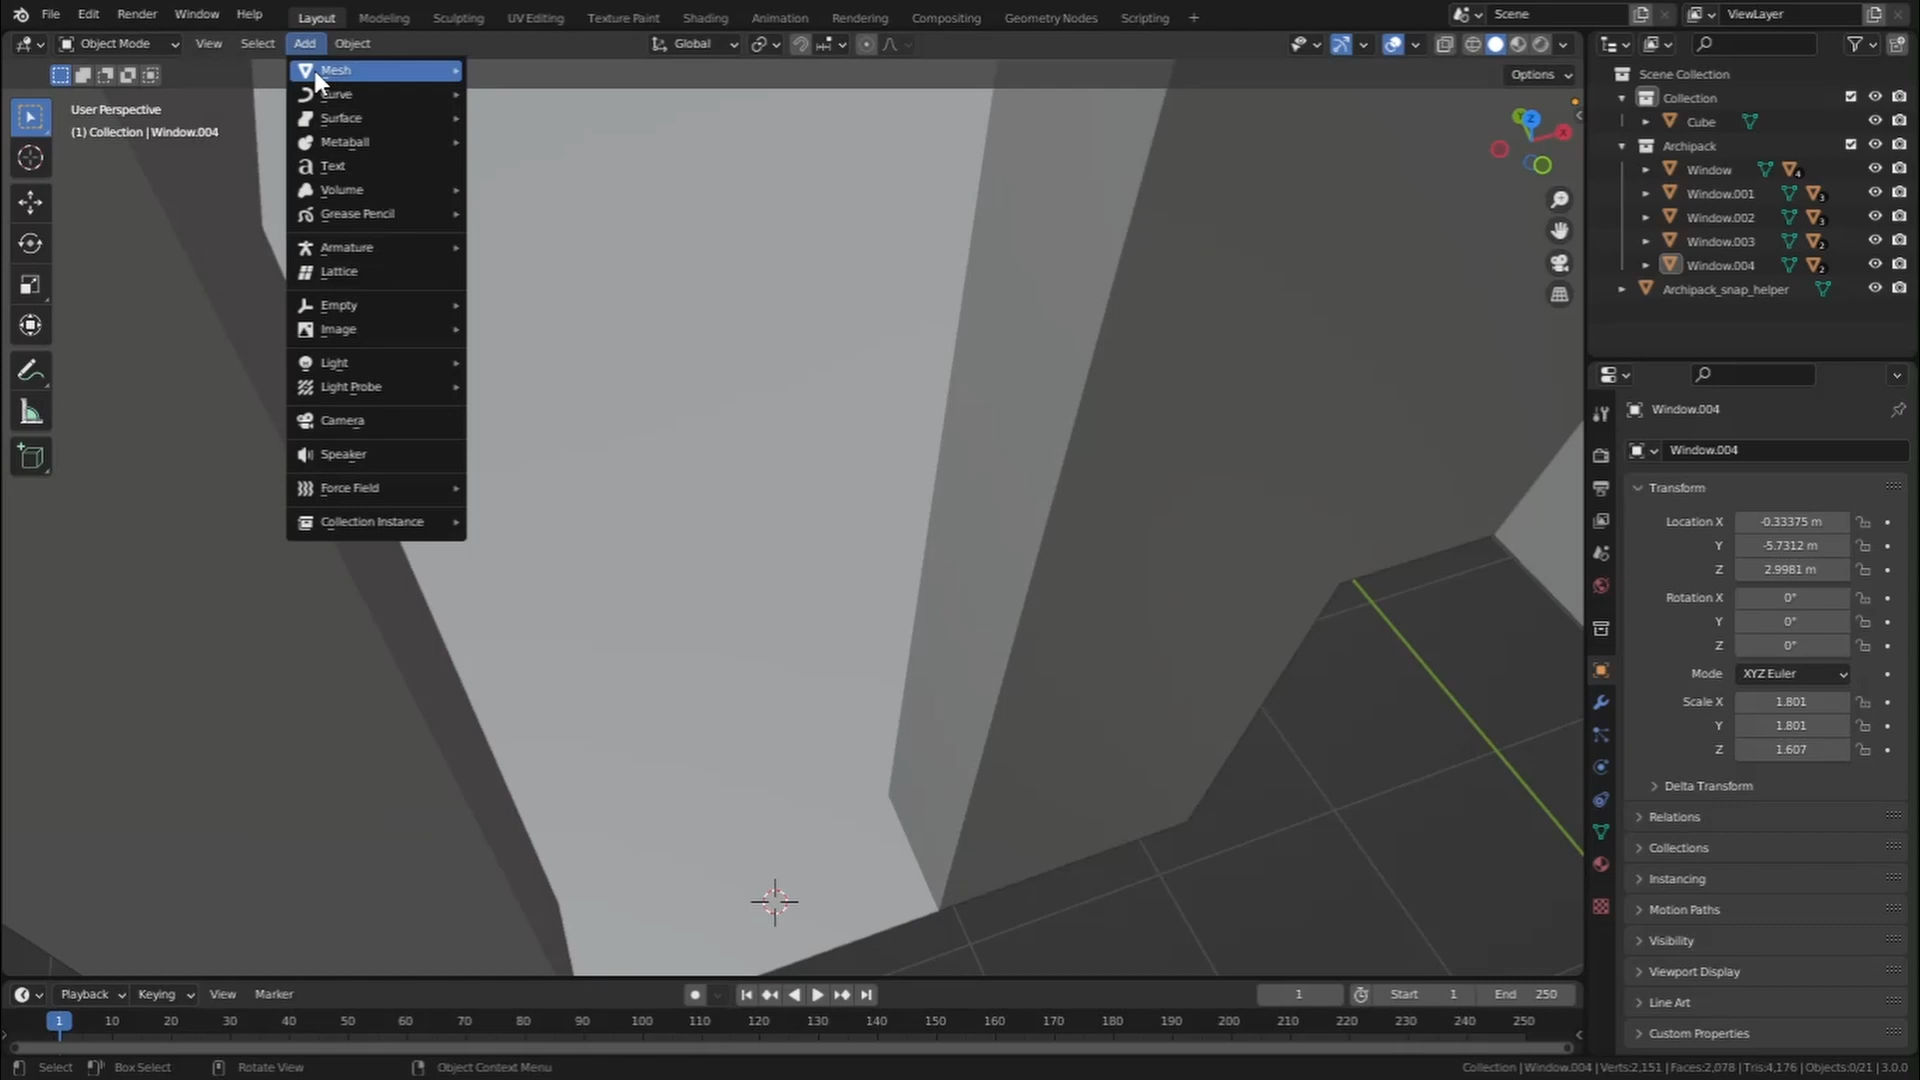 File Edit Render Window Help Layout Modeling Sculpting UV Editing Texture Paint Shading Animation Rendering Compositing Geometry Nodes Scripting + Scene ViewLayer
Object Mode View Select Add Object Global
Options
User Perspective
(1) Collection | Window.004
Mesh
Curve
Surface
Metaball
Text
Volume
Grease Pencil
Armature
Lattice
Empty
Image
Light
Light Probe
Camera
Speaker
Force Field
Collection Instance
Y Z X
Scene Collection
Collection
Cube
Archipack
Window 4
Window.001 3
Window.002 3
Window.003 2
Window.004 2
Archipack_snap_helper
Window.004
Window.004
Transform
Location X -0.33375 m
Y -5.7312 m
Z 2.9981 m
Rotation X 0°
Y 0°
Z 0°
Mode XYZ Euler
Scale X 1.801
Y 1.801
Z 1.607
Delta Transform
Relations
Collections
Instancing
Motion Paths
Visibility
Viewport Display
Line Art
Custom Properties
Playback Keying View Marker 1 Start 1 End 250
1 10 20 30 40 50 60 70 80 90 100 110 120 130 140 150 160 170 180 190 200 210 220 230 240 250
Select Box Select Rotate View Object Context Menu Collection | Window.004 | Verts:2,151 | Faces:2,078 | Tris:4,176 | Objects:0/21 | 3.0.0